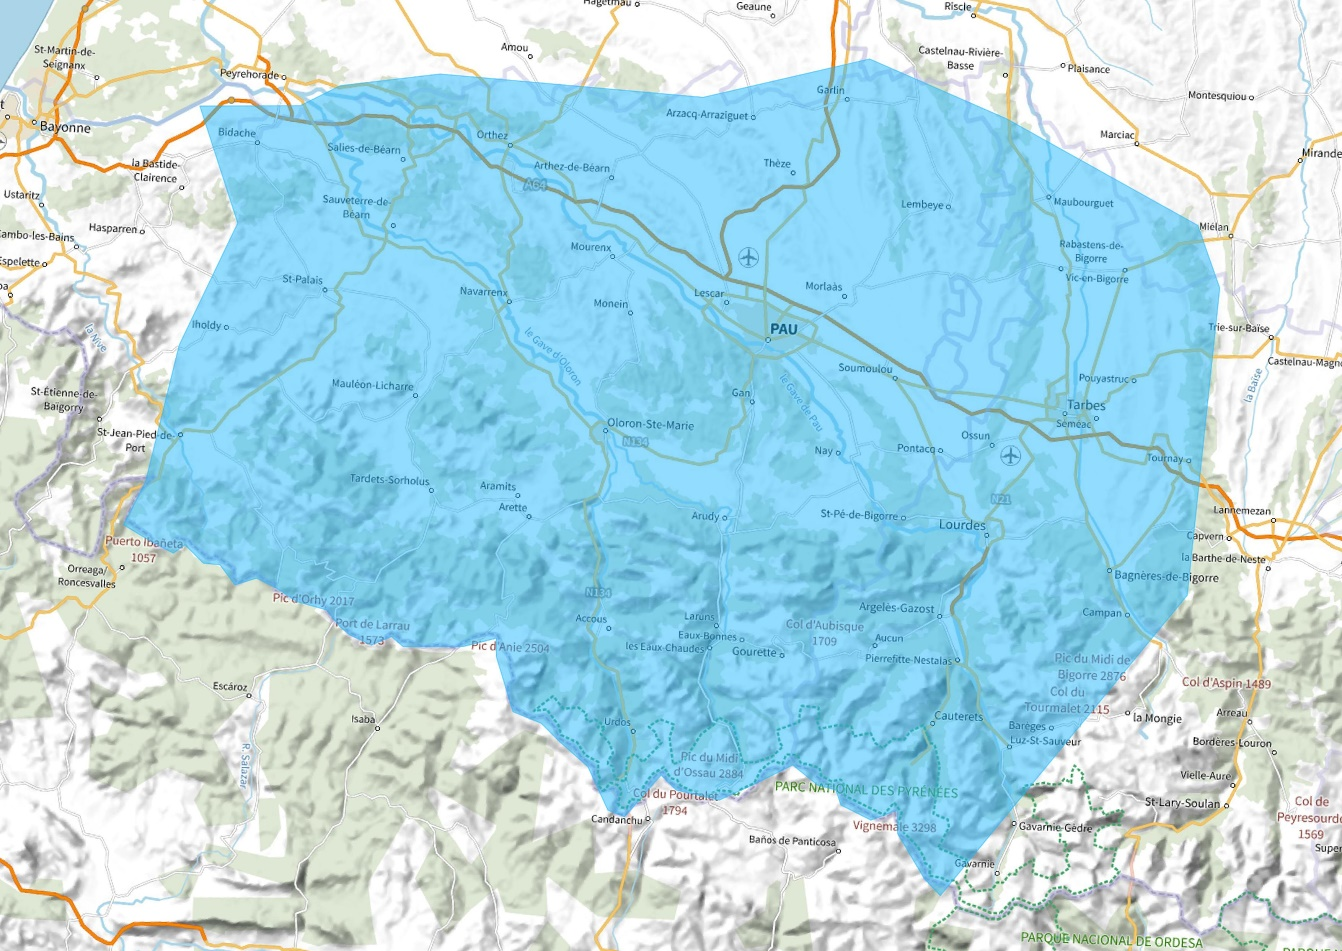 Hagetmau
Geaune
Riscle
St-Martin-de-
Seignanx
Amou
Castelnau-Rivière-
Basse
Peyrehorade
Plaisance
Garlin
Montesquiou
Arzacq-Arraziguet
t
Bayonne
Bidache
Orthez
Marciac
Salies-de-Béarn
Mirande
la Bastide-
Clairence
Arthez-de-Béarn
Thèze
A64
Ustaritz
Sauveterre-de-
Béarn
Lembeye
Maubourguet
Hasparren
Miélan
Cambo-les-Bains
Mourenx
Rabastens-de-
Bigorre
Espelette
St-Palais
Vic-en-Bigorre
Navarrenx
Lescar
Morlaàs
Monein
Iholdy
PAU
Trie-sur-Baïse
la Nive
le Gave d'Oloron
Castelnau-Magn
Soumoulou
Mauléon-Licharre
Pouyastruc
la Baïse
St-Étienne-de-
Baigorry
Gan
le Gave de Pau
Tarbes
Oloron-Ste-Marie
Séméac
St-Jean-Pied-de-
Port
N134
Ossun
Nay
Pontacq
Tournay
Tardets-Sorholus
Aramits
N21
Arette
Arudy
St-Pé-de-Bigorre
Lourdes
Lannemezan
Capvern
Puerto Ibañeta
1057
la Barthe-de-Neste
Orreaga/
Roncesvalles
Bagnères-de-Bigorre
Pic d'Orhy 2017
N134
Argelès-Gazost
Campan
Port de Larrau
1573
Accous
Laruns
Col d'Aubisque
1709
Eaux-Bonnes
Aucun
Pic d'Anie 2504
les Eaux-Chaudes
Gourette
Pierrefitte-Nestalas
Pic du Midi de
Bigorre 2876
Escároz
Col d'Aspin 1489
Col du
Tourmalet 2115
Isaba
Urdos
Cauterets
la Mongie
Arreau
Barèges
Luz-St-Sauveur
Bordères-Louron
R. Salazar
Pic du Midi
d'Ossau 2884
Vielle-Aure
PARC NATIONAL DES PYRÉNÉES
Col du Pourtalet
1794
St-Lary-Soulan
Col de
Peyresourde
1569
Candanchu
Vignemale 3298
Gavarnie-Gèdre
Baños de Panticosa
Super
Gavarnie
PARQUE NACIONAL DE ORDESA